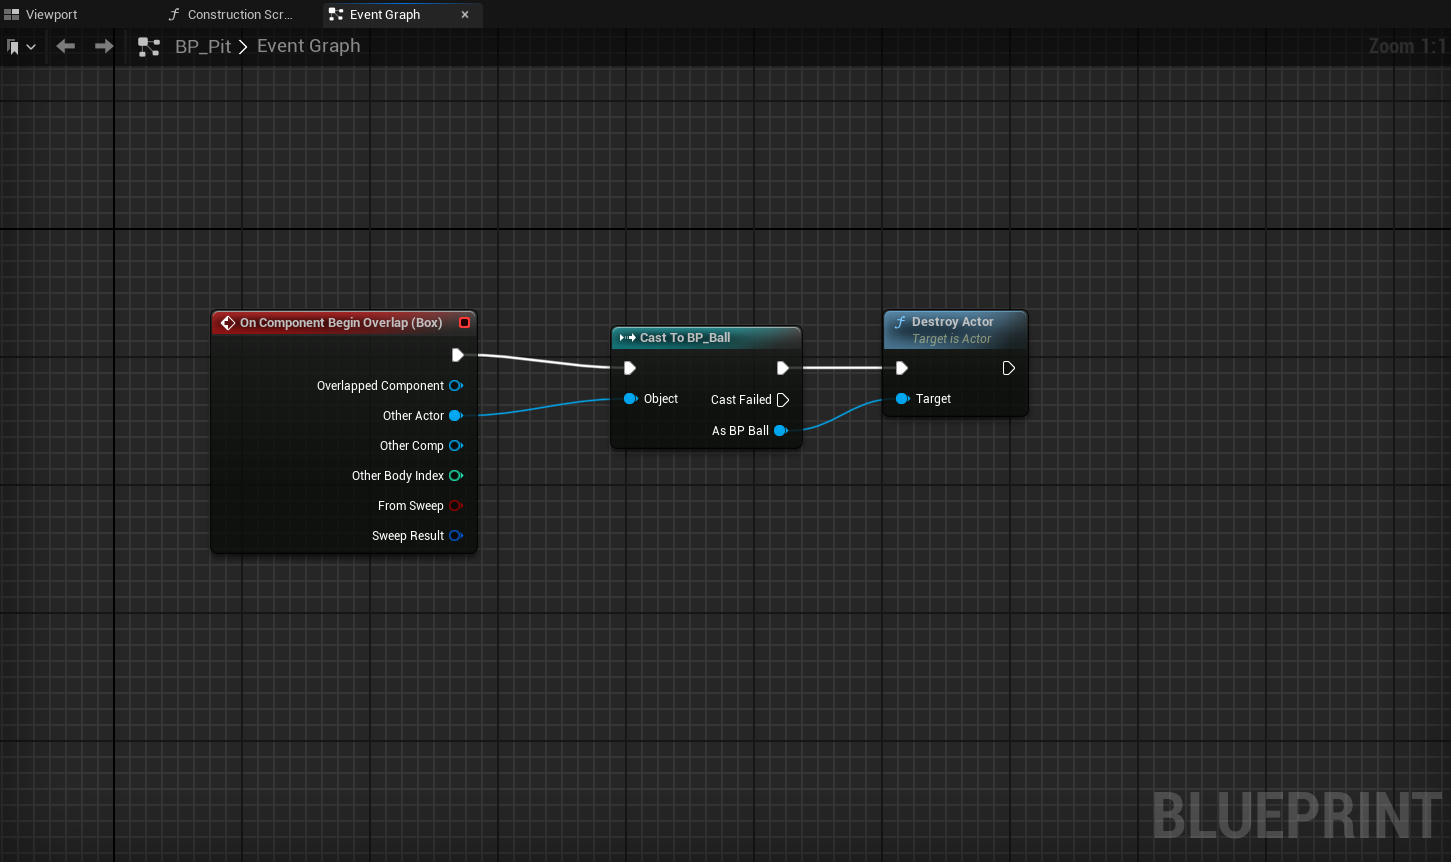 Viewport
Construction Scr...
Event Graph
BP_Pit > Event Graph
Zoom 1:1
On Component Begin Overlap (Box)
Overlapped Component
Other Actor
Other Comp
Other Body Index
From Sweep
Sweep Result
Cast To BP_Ball
Object
Cast Failed
As BP Ball
f Destroy Actor
Target is Actor
Target
BLUEPRINT